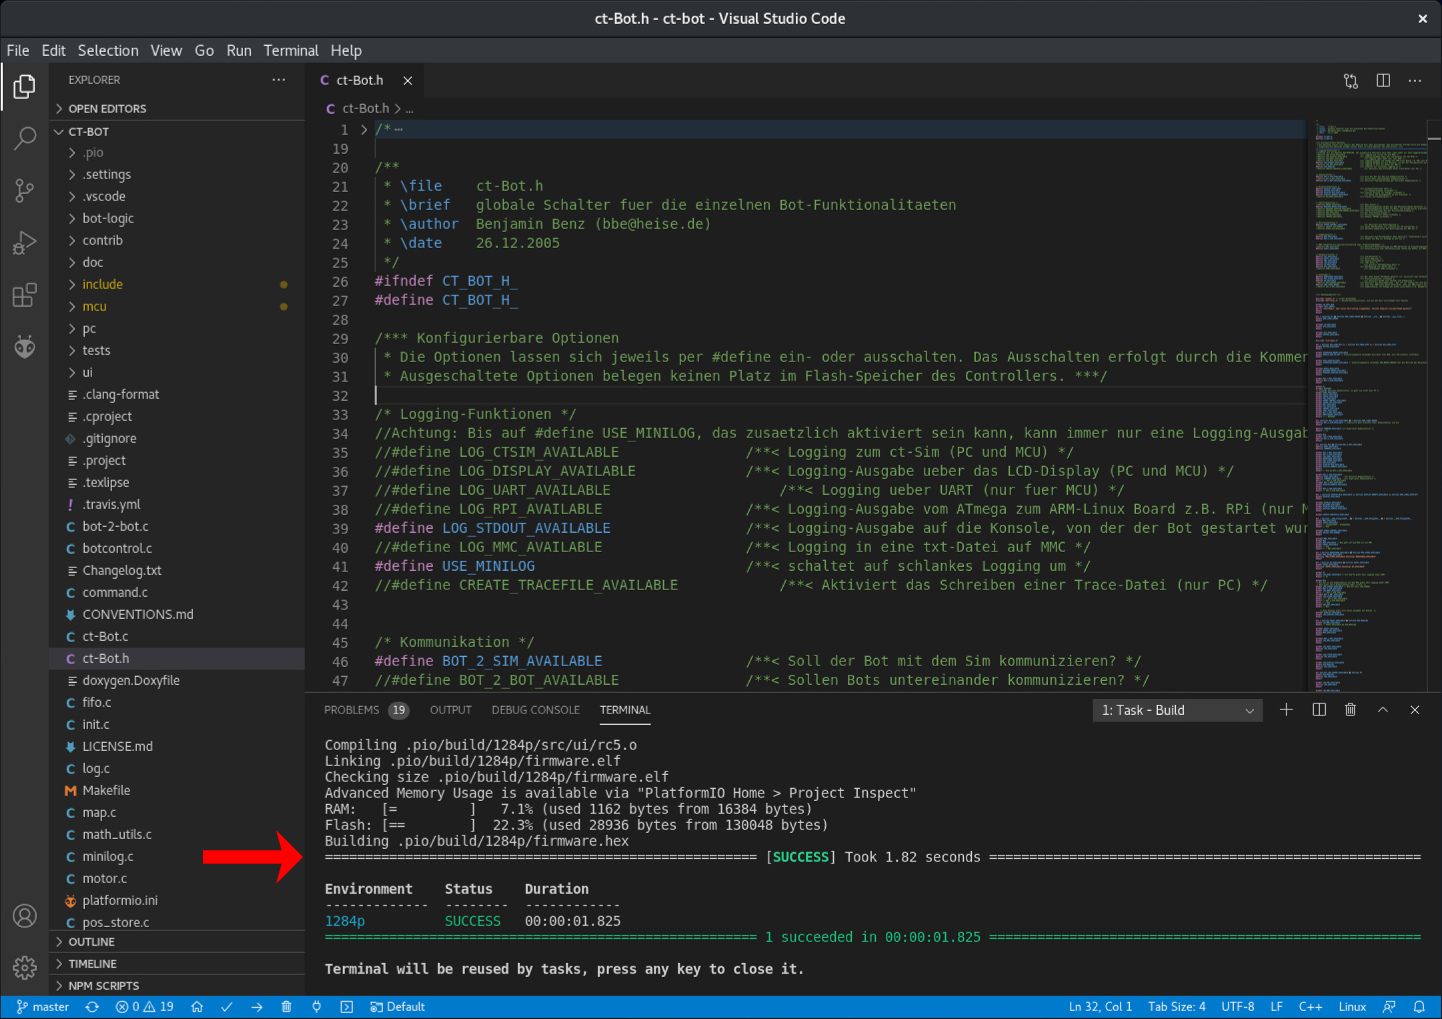 ct-Bot.h - ct-bot - Visual Studio Code
File Edit Selection View Go Run Terminal Help
EXPLORER
OPEN EDITORS
CT-BOT
.pio
.settings
.vscode
bot-logic
contrib
doc
include
mcu
pc
tests
ui
.clang-format
.cproject
.gitignore
.project
.texlipse
.travis.yml
bot-2-bot.c
botcontrol.c
Changelog.txt
command.c
CONVENTIONS.md
ct-Bot.c
ct-Bot.h
doxygen.Doxyfile
fifo.c
init.c
LICENSE.md
log.c
Makefile
map.c
math_utils.c
minilog.c
motor.c
platformio.ini
pos_store.c
OUTLINE
TIMELINE
NPM SCRIPTS
ct-Bot.h
ct-Bot.h > ...
1 /* ...
19
20 /**
21 * \file    ct-Bot.h
22 * \brief   globale Schalter fuer die einzelnen Bot-Funktionalitaeten
23 * \author  Benjamin Benz (bbe@heise.de)
24 * \date    26.12.2005
25 */
26 #ifndef CT_BOT_H_
27 #define CT_BOT_H_
28
29 /*** Konfigurierbare Optionen
30 * Die Optionen lassen sich jeweils per #define ein- oder ausschalten. Das Ausschalten erfolgt durch die Kommen
31 * Ausgeschaltete Optionen belegen keinen Platz im Flash-Speicher des Controllers. ***/
32
33 /* Logging-Funktionen */
34 //Achtung: Bis auf #define USE_MINILOG, das zusaetzlich aktiviert sein kann, kann immer nur eine Logging-Ausgab
35 //#define LOG_CTSIM_AVAILABLE /**< Logging zum ct-Sim (PC und MCU) */
36 //#define LOG_DISPLAY_AVAILABLE /**< Logging-Ausgabe ueber das LCD-Display (PC und MCU) */
37 //#define LOG_UART_AVAILABLE /**< Logging ueber UART (nur fuer MCU) */
38 //#define LOG_RPI_AVAILABLE /**< Logging-Ausgabe vom ATmega zum ARM-Linux Board z.B. RPi (nur M
39 #define LOG_STDOUT_AVAILABLE /**< Logging-Ausgabe auf die Konsole, von der der Bot gestartet wur
40 //#define LOG_MMC_AVAILABLE /**< Logging in eine txt-Datei auf MMC */
41 #define USE_MINILOG /**< schaltet auf schlankes Logging um */
42 //#define CREATE_TRACEFILE_AVAILABLE /**< Aktiviert das Schreiben einer Trace-Datei (nur PC) */
43
44
45 /* Kommunikation */
46 #define BOT_2_SIM_AVAILABLE /**< Soll der Bot mit dem Sim kommunizieren? */
47 //#define BOT_2_BOT_AVAILABLE /**< Sollen Bots untereinander kommunizieren? */
PROBLEMS 19 OUTPUT DEBUG CONSOLE TERMINAL 1: Task - Build
Compiling .pio/build/1284p/src/ui/rc5.o
Linking .pio/build/1284p/firmware.elf
Checking size .pio/build/1284p/firmware.elf
Advanced Memory Usage is available via "PlatformIO Home > Project Inspect"
RAM:   [=         ]   7.1% (used 1162 bytes from 16384 bytes)
Flash: [==        ]  22.3% (used 28936 bytes from 130048 bytes)
Building .pio/build/1284p/firmware.hex
====================================================== [SUCCESS] Took 1.82 seconds ======================================================
Environment    Status    Duration
-------------  --------  ------------
1284p          SUCCESS   00:00:01.825
====================================================== 1 succeeded in 00:00:01.825 ======================================================
Terminal will be reused by tasks, press any key to close it.
master 0 19 Default Ln 32, Col 1 Tab Size: 4 UTF-8 LF C++ Linux